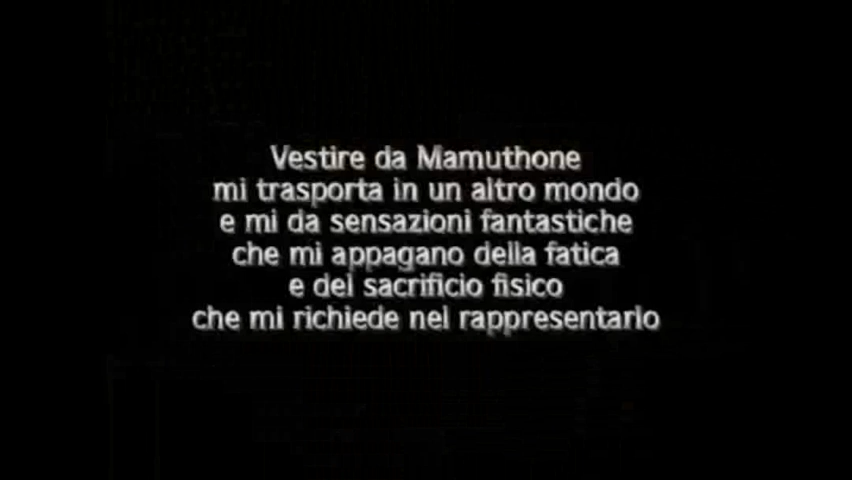 Vestire da Mamuthone
mi trasporta in un altro mondo
e mi da sensazioni fantastiche
che mi appagano della fatica
e del sacrificio fisico
che mi richiede nel rappresentarlo